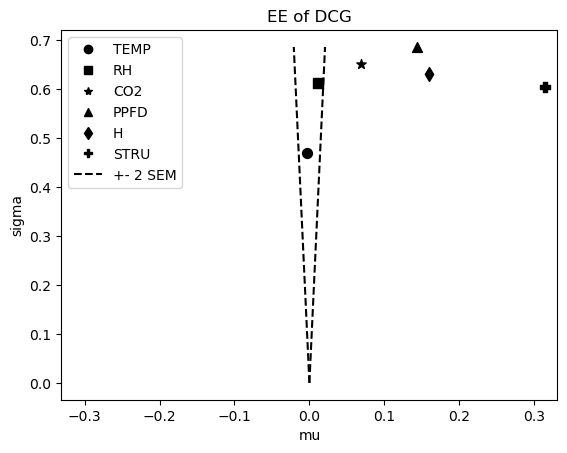 EE of DCG
TEMP
RH
CO2
PPFD
H
STRU
+- 2 SEM
sigma
0.7
0.6
0.5
0.4
0.3
0.2
0.1
0.0
−0.3
−0.2
−0.1
0.0
0.1
0.2
0.3
mu